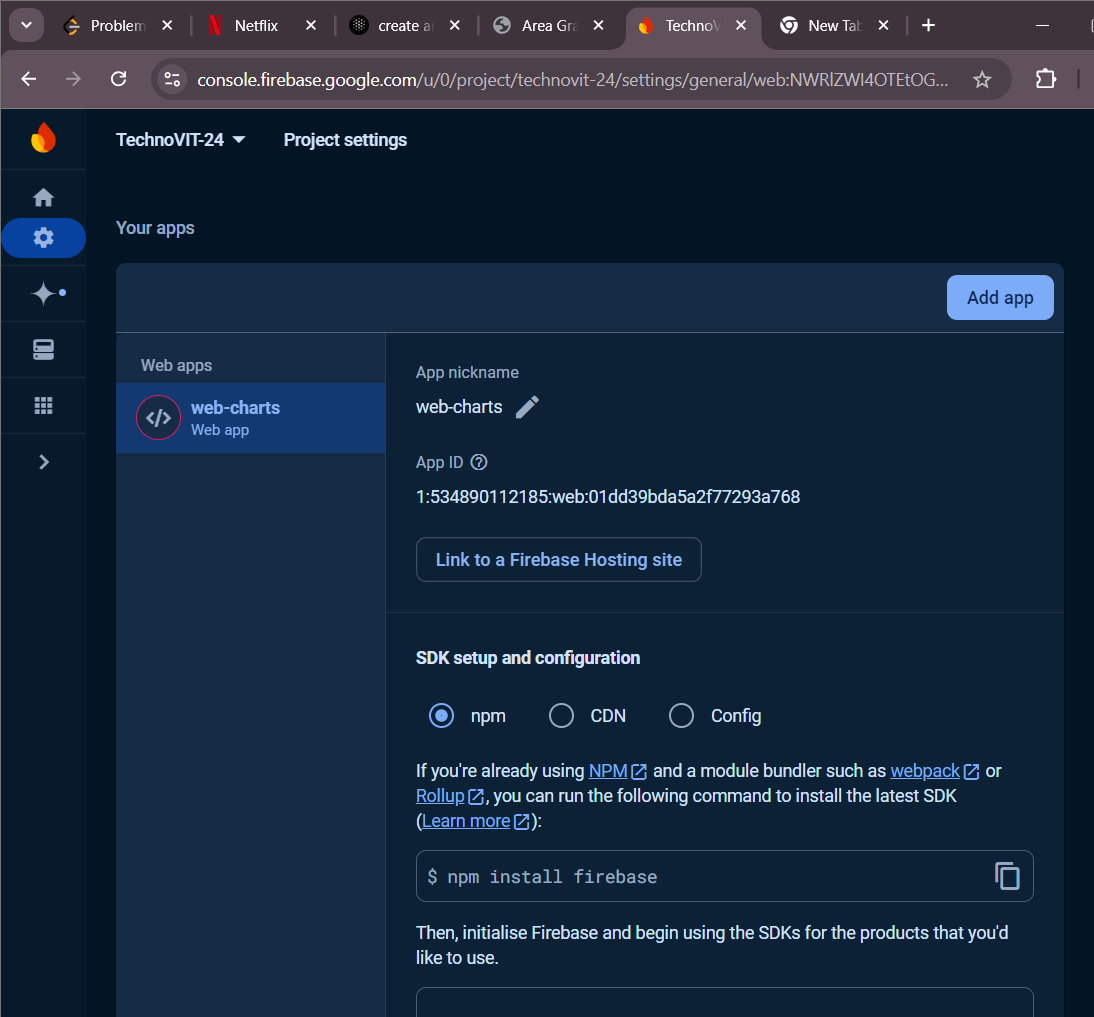 Problem
Netflix
create a
Area Gra
TechnoV
New Tab
console.firebase.google.com/u/0/project/technovit-24/settings/general/web:NWRlZWI4OTEtOG...
TechnoVIT-24
Project settings
Your apps
Add app
Web apps
web-charts
Web app
App nickname
web-charts
App ID
1:534890112185:web:01dd39bda5a2f77293a768
Link to a Firebase Hosting site
SDK setup and configuration
npm
CDN
Config
If you're already using NPM and a module bundler such as webpack or
Rollup, you can run the following command to install the latest SDK
(Learn more):
$ npm install firebase
Then, initialise Firebase and begin using the SDKs for the products that you'd
like to use.